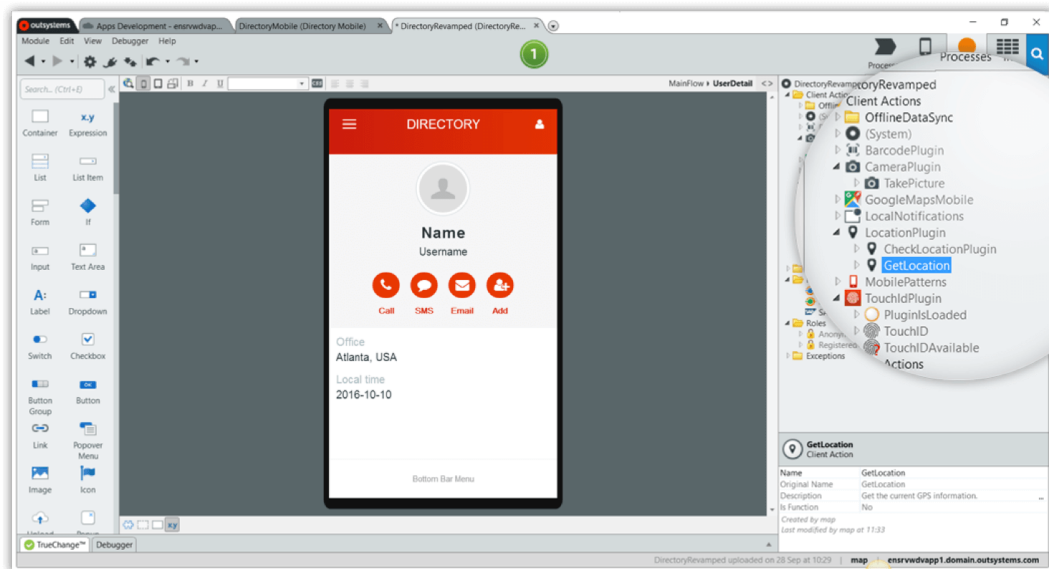 outsystems
Apps Development - ensrvwdvap...
DirectoryMobile (Directory Mobile) ×
* DirectoryRevamped (DirectoryRe... ×
Module Edit View Debugger Help
1
Processes
Search... (Ctrl+E)
B I U
MainFlow › UserDetail
Container
x.y
Expression
List
List Item
Form
If
Input
Text Area
A:
Label
Dropdown
Switch
Checkbox
Button Group
OK
Button
Link
Popover Menu
Image
Icon
xy
DIRECTORY
Name
Username
Call SMS Email Add
Office
Atlanta, USA
Local time
2016-10-10
Bottom Bar Menu
Client Actions
OfflineDataSync
(System)
BarcodePlugin
CameraPlugin
TakePicture
GoogleMapsMobile
LocalNotifications
LocationPlugin
CheckLocationPlugin
GetLocation
MobilePatterns
TouchIdPlugin
PluginIsLoaded
TouchID
TouchIDAvailable
Actions
Roles
Registered
Exceptions
GetLocation
Client Action
Name GetLocation
Original Name GetLocation
Description Get the current GPS information. ...
Is Function No
Created by map
Last modified by map at 11:33
TrueChange™ Debugger
DirectoryRevamped uploaded on 28 Sep at 10:29 | map ensrvwdvapp1.domain.outsystems.com